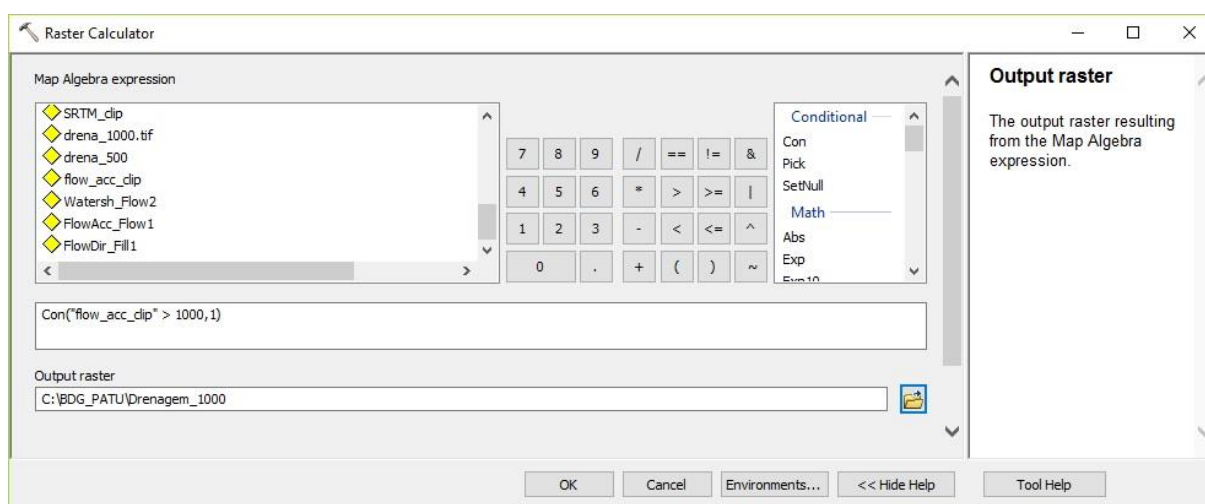 Raster Calculator
Map Algebra expression
SRTM_clip
drena_1000.tif
drena_500
flow_acc_clip
Watersh_Flow2
FlowAcc_Flow1
FlowDir_Fill1
7 8 9 / == != &
4 5 6 * > >= |
1 2 3 - < <= ^
0 . + ( ) ~
Conditional
Con
Pick
SetNull
Math
Abs
Exp
Exp10
Con("flow_acc_clip" > 1000,1)
Output raster
C:\BDG_PATU\Drenagem_1000
OK Cancel Environments... << Hide Help Tool Help
Output raster
The output raster resulting
from the Map Algebra
expression.